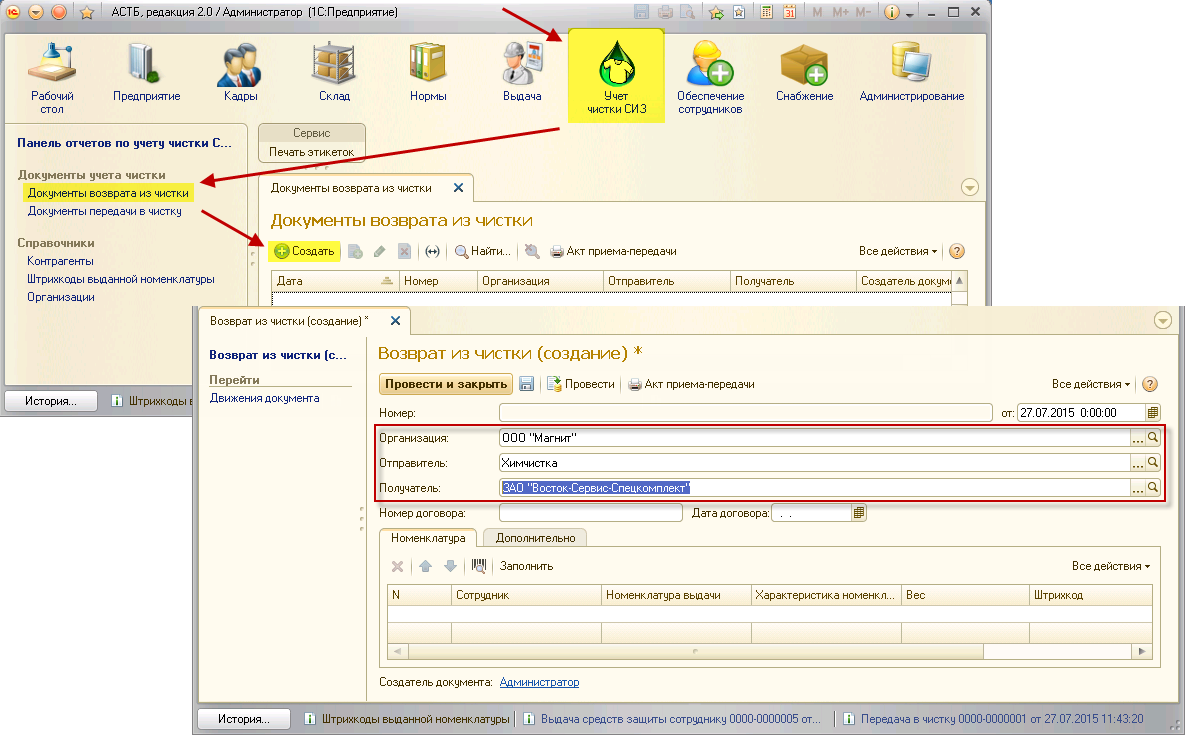 АСТБ, редакция 2.0 / Администратор (1С:Предприятие)
M M+ M-
Рабочий стол
Предприятие
Кадры
Склад
Нормы
Выдача
Учет чистки СИЗ
Обеспечение сотрудников
Снабжение
Администрирование
Панель отчетов по учету чистки С...
Документы учета чистки
Документы возврата из чистки
Документы передачи в чистку
Справочники
Контрагенты
Штрихкоды выданной номенклатуры
Организации
Сервис
Печать этикеток
Документы возврата из чистки
Документы возврата из чистки
Создать Найти... Акт приема-передачи Все действия
Дата Номер Организация Отправитель Получатель Создатель докум
История... Штрихкоды в
Возврат из чистки (создание) *
Возврат из чистки (с...
Перейти
Движения документа
Возврат из чистки (создание) *
Провести и закрыть Провести Акт приема-передачи Все действия
Номер: от: 27.07.2015 0:00:00
Организация: ООО "Магнит"
Отправитель: Химчистка
Получатель: ЗАО "Восток-Сервис-Спецкомплект"
Номер договора: Дата договора: . .
Номенклатура Дополнительно
Заполнить Все действия
N Сотрудник Номенклатура выдачи Характеристика номенкл... Вес Штрихкод
Создатель документа: Администратор
История... Штрихкоды выданной номенклатуры Выдача средств защиты сотруднику 0000-0000005 от... Передача в чистку 0000-0000001 от 27.07.2015 11:43:20